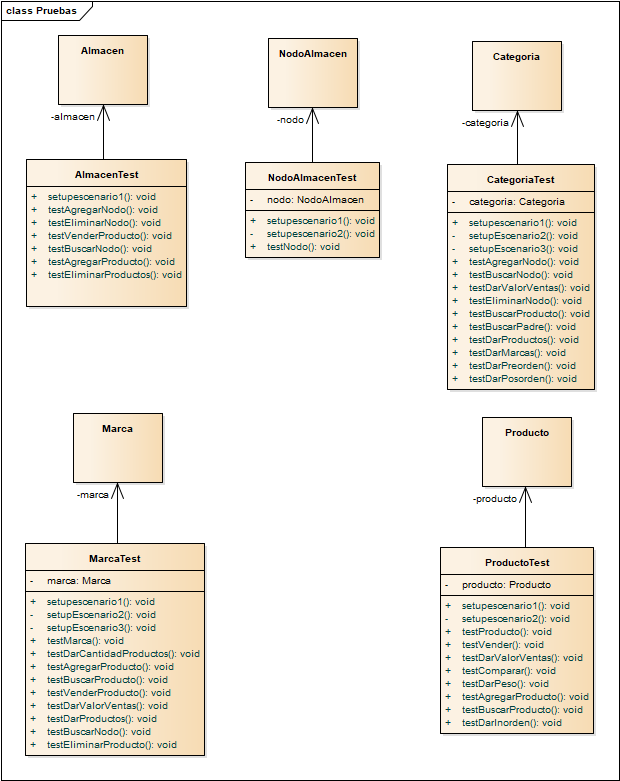 class Pruebas
Almacen
-almacen
AlmacenTest
+ setupescenario1(): void
+ testAgregarNodo(): void
+ testEliminarNodo(): void
+ testVenderProducto(): void
+ testBuscarNodo(): void
+ testAgregarProducto(): void
+ testEliminarProductos(): void
NodoAlmacen
-nodo
NodoAlmacenTest
- nodo: NodoAlmacen
+ setupescenario1(): void
- setupescenario2(): void
+ testNodo(): void
Categoria
-categoria
CategoriaTest
- categoria: Categoria
+ setupescenario1(): void
- setupEscenario2(): void
- setupEscenario3(): void
+ testAgregarNodo(): void
+ testBuscarNodo(): void
+ testDarValorVentas(): void
+ testEliminarNodo(): void
+ testBuscarProducto(): void
+ testBuscarPadre(): void
+ testDarProductos(): void
+ testDarMarcas(): void
+ testDarPreorden(): void
+ testDarPosorden(): void
Marca
-marca
MarcaTest
- marca: Marca
+ setupescenario1(): void
- setupEscenario2(): void
- setupEscenario3(): void
+ testMarca(): void
+ testDarCantidadProductos(): void
+ testAgregarProducto(): void
+ testBuscarProducto(): void
+ testVenderProducto(): void
+ testDarValorVentas(): void
+ testDarProductos(): void
+ testBuscarNodo(): void
+ testEliminarProducto(): void
Producto
-producto
ProductoTest
- producto: Producto
+ setupescenario1(): void
- setupescenario2(): void
+ testProducto(): void
+ testVender(): void
+ testDarValorVentas(): void
+ testComparar(): void
+ testDarPeso(): void
+ testAgregarProducto(): void
+ testBuscarProducto(): void
+ testDarInorden(): void